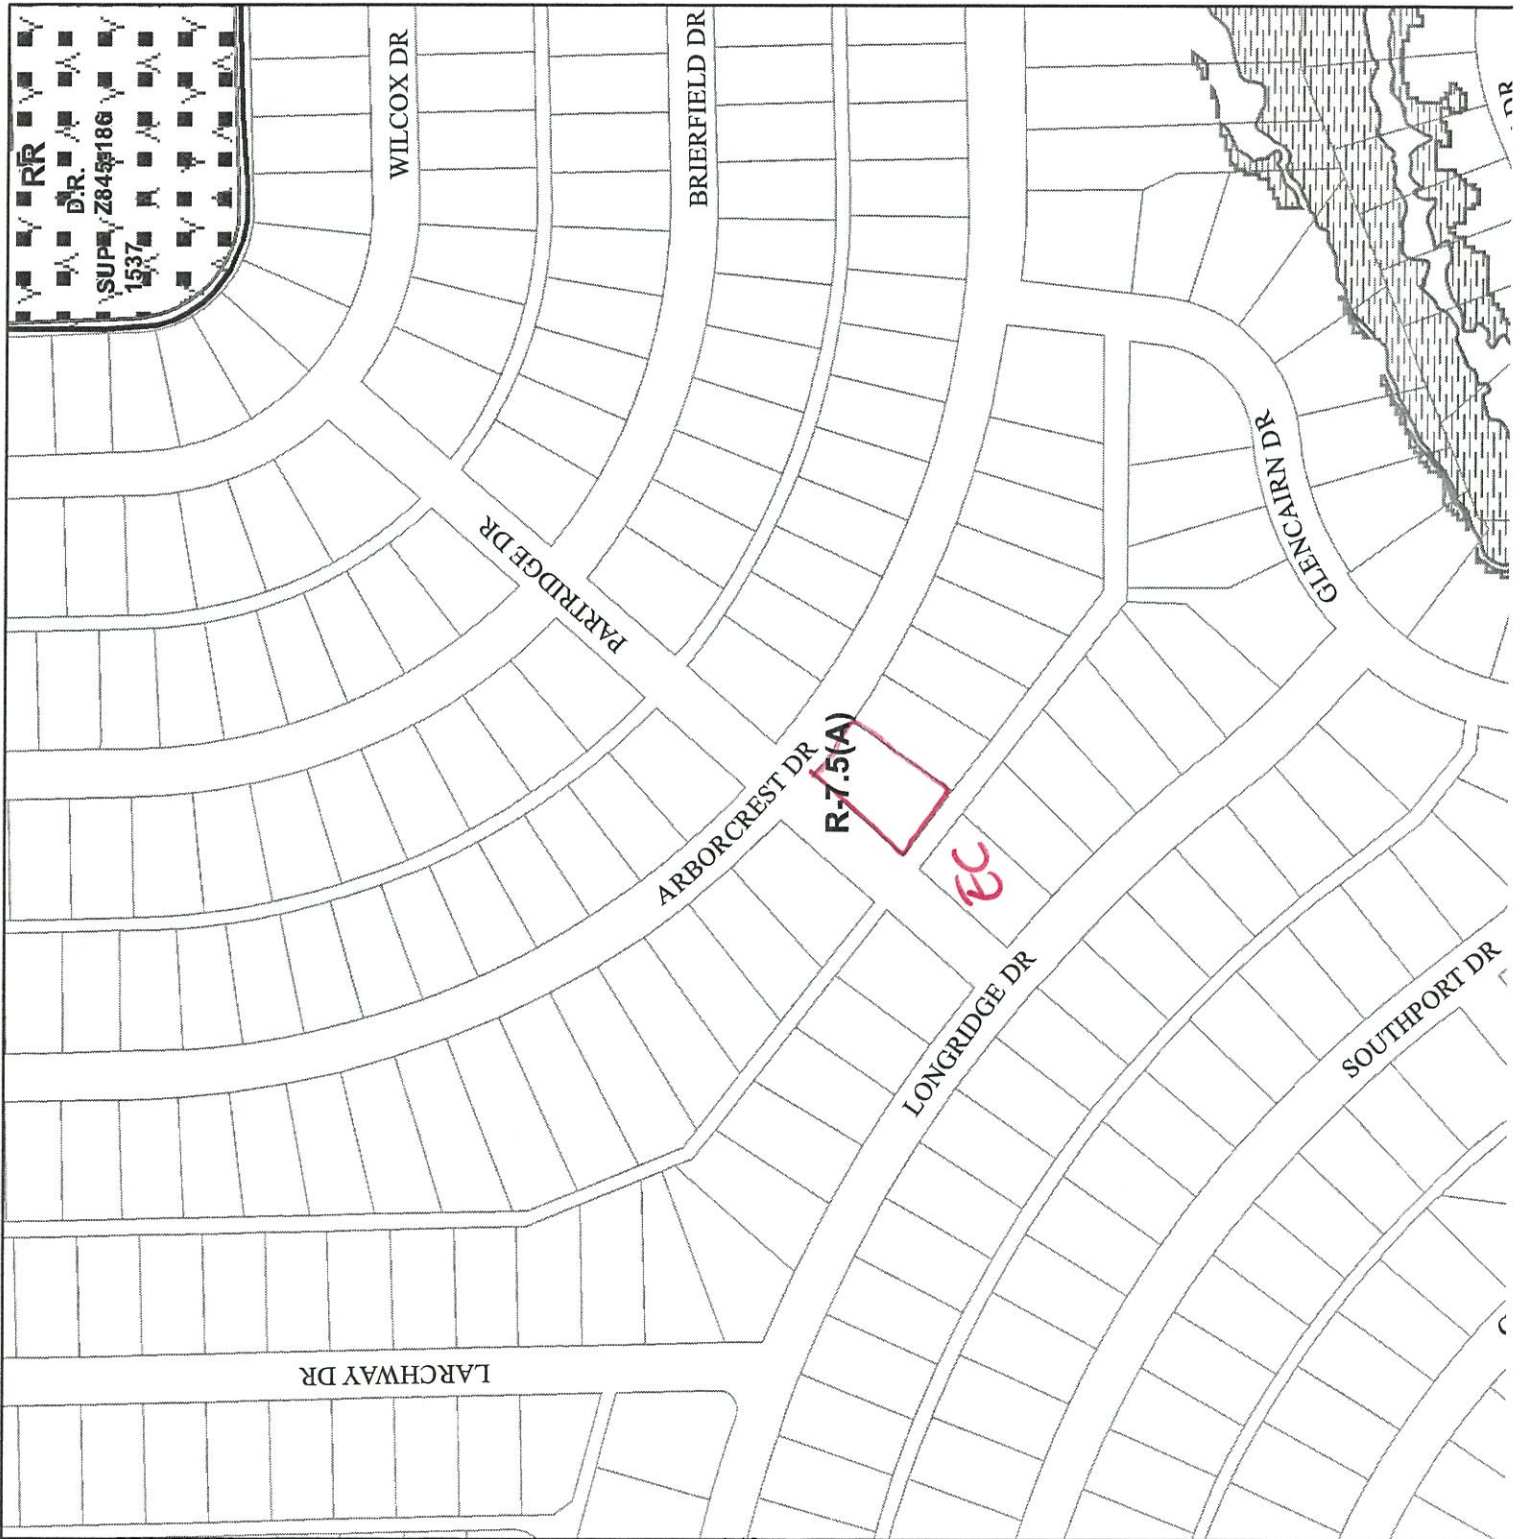 RR
D.R.
SUP Z845-186
1537
WILCOX DR
BRIERFIELD DR
DR
PARTRIDGE DR
GLENCAIRN DR
ARBORCREST DR
R-7.5(A)
EC
LONGRIDGE DR
SOUTHPORT DR
LARCHWAY DR